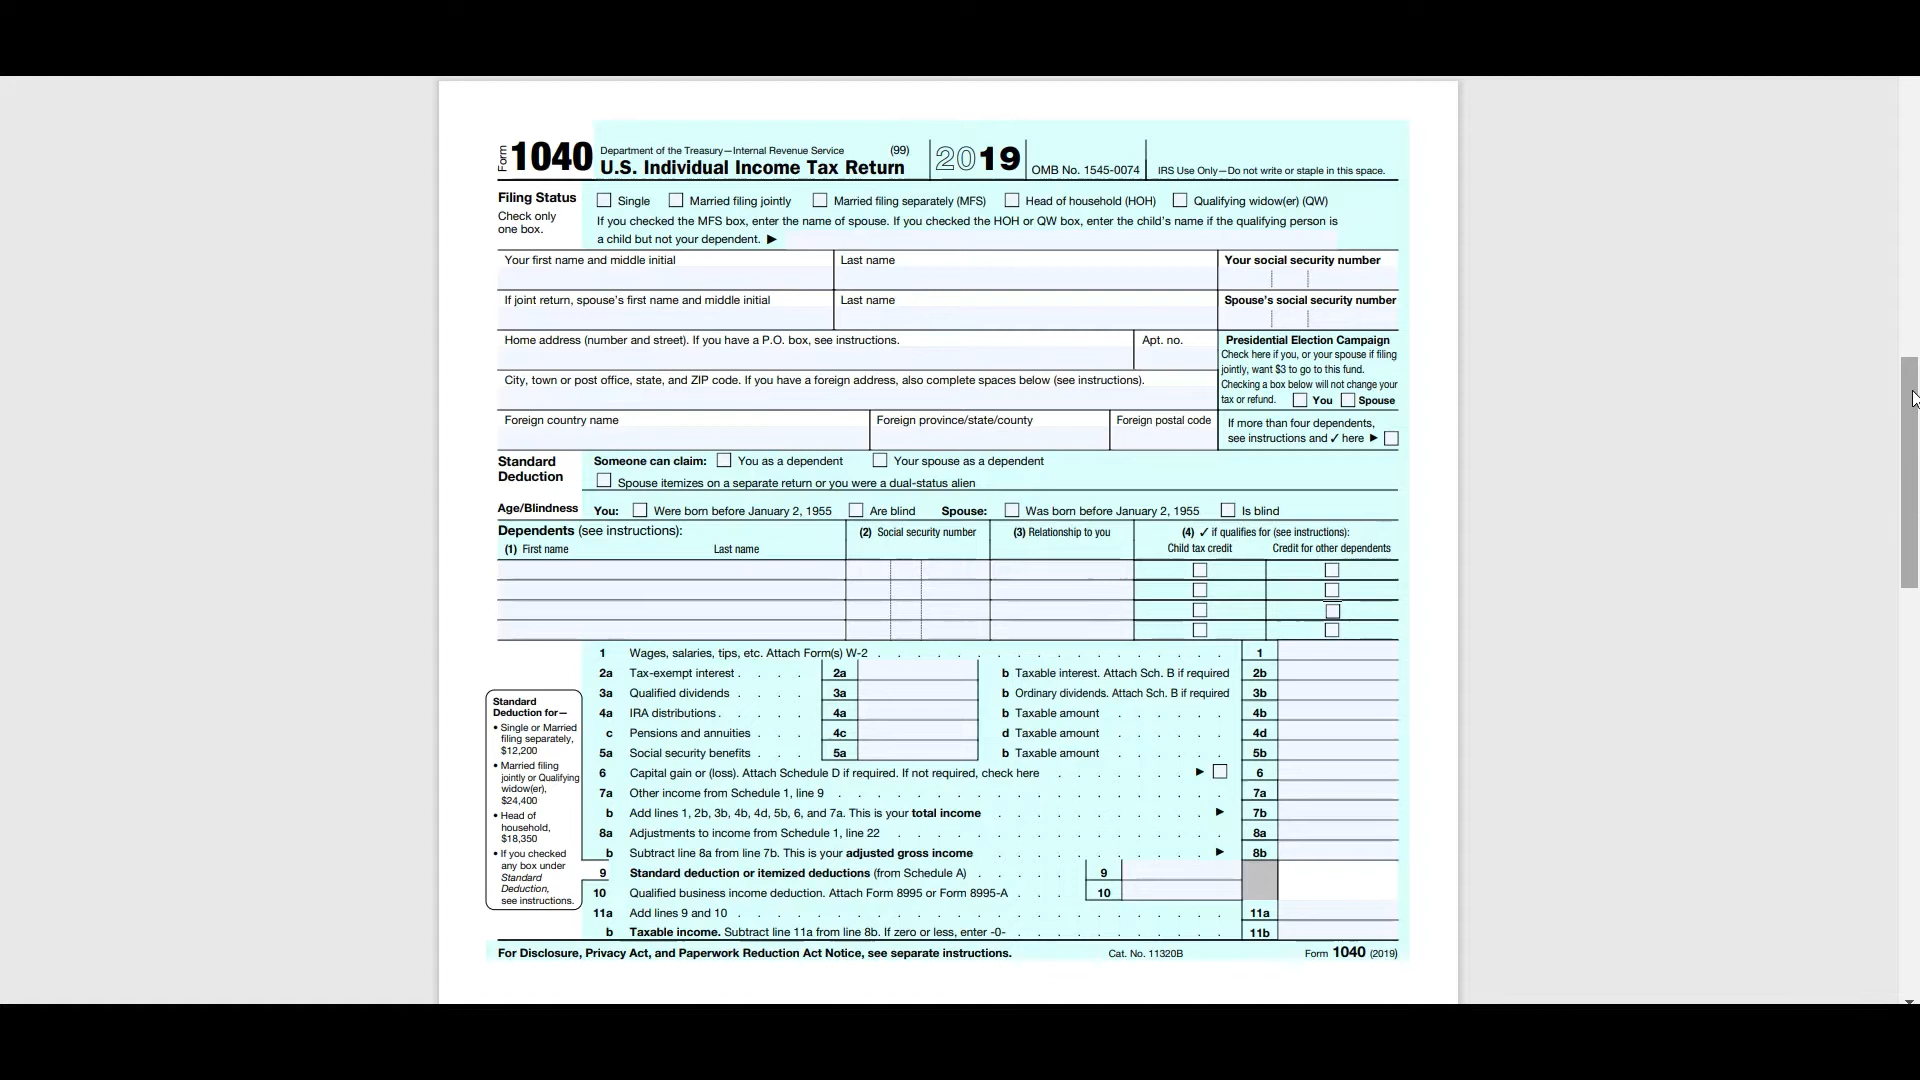 Form 1040 Department of the Treasury—Internal Revenue Service (99) U.S. Individual Income Tax Return 2019 OMB No. 1545-0074 IRS Use Only—Do not write or staple in this space.
Filing Status Single Married filing jointly Married filing separately (MFS) Head of household (HOH) Qualifying widow(er) (QW)
Check only one box.
If you checked the MFS box, enter the name of spouse. If you checked the HOH or QW box, enter the child's name if the qualifying person is
a child but not your dependent. ▶
Your first name and middle initial Last name Your social security number
If joint return, spouse's first name and middle initial Last name Spouse's social security number
Home address (number and street). If you have a P.O. box, see instructions. Apt. no.
Presidential Election Campaign
Check here if you, or your spouse if filing
jointly, want $3 to go to this fund.
Checking a box below will not change your
tax or refund. You Spouse
City, town or post office, state, and ZIP code. If you have a foreign address, also complete spaces below (see instructions).
Foreign country name Foreign province/state/county Foreign postal code
If more than four dependents,
see instructions and ✓ here ▶
Standard
Deduction
Someone can claim: You as a dependent Your spouse as a dependent
Spouse itemizes on a separate return or you were a dual-status alien
Age/Blindness You: Were born before January 2, 1955 Are blind Spouse: Was born before January 2, 1955 Is blind
Dependents (see instructions): (2) Social security number (3) Relationship to you (4) ✓ if qualifies for (see instructions):
(1) First name Last name Child tax credit Credit for other dependents
1 Wages, salaries, tips, etc. Attach Form(s) W-2 . . . . . . . . . . . . . . . . . . 1
2a Tax-exempt interest . . . . 2a b Taxable interest. Attach Sch. B if required 2b
3a Qualified dividends . . . . 3a b Ordinary dividends. Attach Sch. B if required 3b
4a IRA distributions . . . . . 4a b Taxable amount . . . . . . 4b
c Pensions and annuities . . . 4c d Taxable amount . . . . . . 4d
5a Social security benefits . . . 5a b Taxable amount . . . . . . 5b
6 Capital gain or (loss). Attach Schedule D if required. If not required, check here . . . . . . . ▶ 6
7a Other income from Schedule 1, line 9 . . . . . . . . . . . . . . . . . . . . 7a
b Add lines 1, 2b, 3b, 4b, 4d, 5b, 6, and 7a. This is your total income . . . . . . . . . . . ▶ 7b
8a Adjustments to income from Schedule 1, line 22 . . . . . . . . . . . . . . . . . 8a
b Subtract line 8a from line 7b. This is your adjusted gross income . . . . . . . . . . . ▶ 8b
9 Standard deduction or itemized deductions (from Schedule A) . . . . . 9
10 Qualified business income deduction. Attach Form 8995 or Form 8995-A . . . 10
11a Add lines 9 and 10 . . . . . . . . . . . . . . . . . . . . . . . . . 11a
b Taxable income. Subtract line 11a from line 8b. If zero or less, enter -0- . . . . . . . . . . . 11b
Standard
Deduction for—
• Single or Married
filing separately,
$12,200
• Married filing
jointly or Qualifying
widow(er),
$24,400
• Head of
household,
$18,350
• If you checked
any box under
Standard
Deduction,
see instructions.
For Disclosure, Privacy Act, and Paperwork Reduction Act Notice, see separate instructions. Cat. No. 11320B Form 1040 (2019)